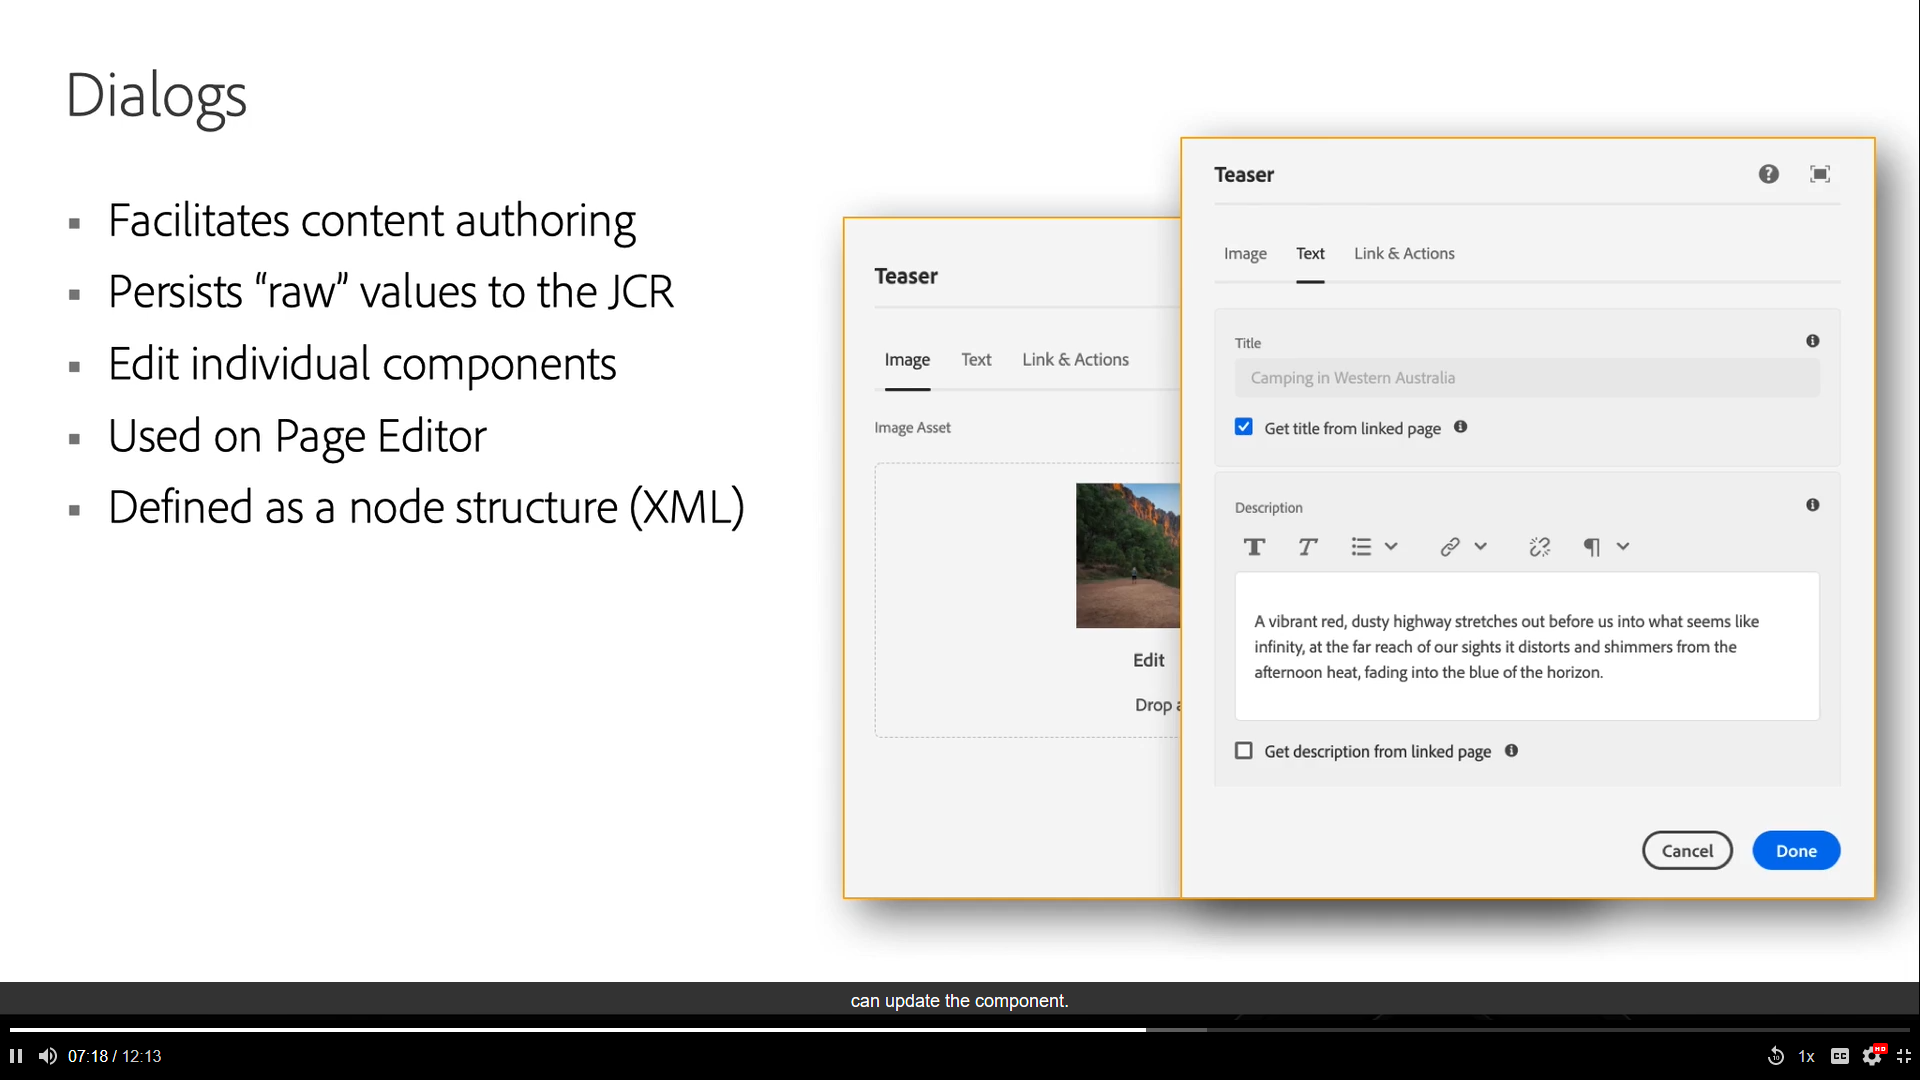 Dialogs
Facilitates content authoring
Persists “raw” values to the JCR
Edit individual components
Used on Page Editor
Defined as a node structure (XML)
Teaser
Image Text Link & Actions
Image Asset
Edit
Drop a
Teaser
Image Text Link & Actions
Title
Camping in Western Australia
Get title from linked page
Description
A vibrant red, dusty highway stretches out before us into what seems like
infinity, at the far reach of our sights it distorts and shimmers from the
afternoon heat, fading into the blue of the horizon.
Get description from linked page
Cancel Done
can update the component.
07:18 / 12:13
10 1x CC HD